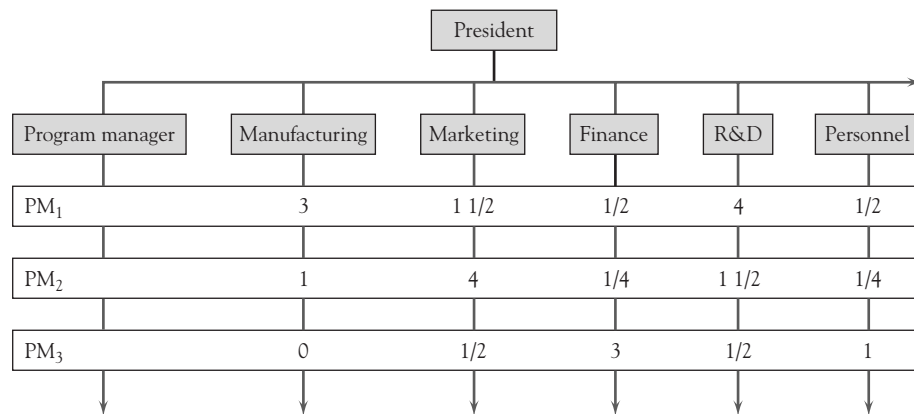 President
Program manager Manufacturing Marketing Finance R&D Personnel
PM₁ 3 1 1/2 1/2 4 1/2
PM₂ 1 4 1/4 1 1/2 1/4
PM₃ 0 1/2 3 1/2 1